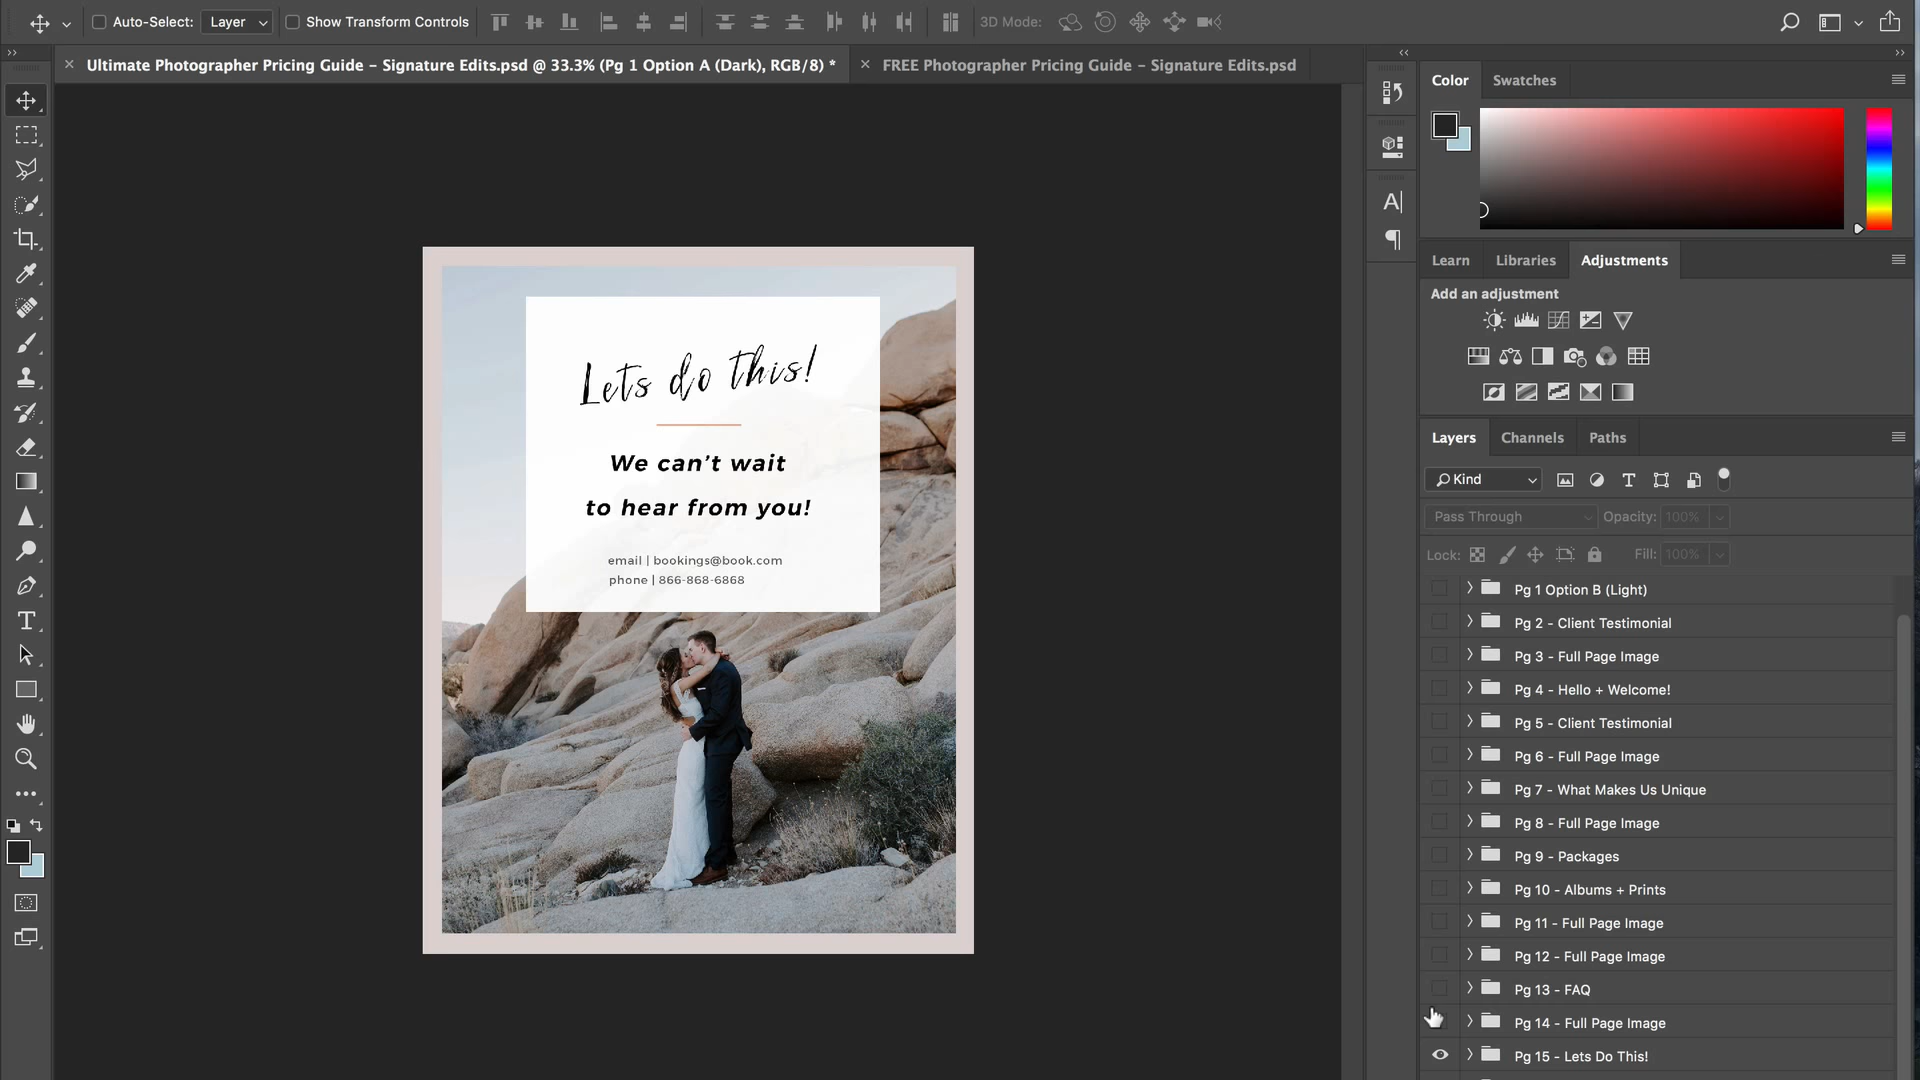 Auto-Select: Layer Show Transform Controls 3D Mode:
Ultimate Photographer Pricing Guide – Signature Edits.psd @ 33.3% (Pg 1 Option A (Dark), RGB/8) *
FREE Photographer Pricing Guide – Signature Edits.psd
Color Swatches
Learn Libraries Adjustments
Add an adjustment
Layers Channels Paths
Kind
Pass Through Opacity: 100%
Lock: Fill: 100%
Pg 1 Option B (Light)
Pg 2 - Client Testimonial
Pg 3 - Full Page Image
Pg 4 - Hello + Welcome!
Pg 5 - Client Testimonial
Pg 6 - Full Page Image
Pg 7 - What Makes Us Unique
Pg 8 - Full Page Image
Pg 9 - Packages
Pg 10 - Albums + Prints
Pg 11 - Full Page Image
Pg 12 - Full Page Image
Pg 13 - FAQ
Pg 14 - Full Page Image
Pg 15 - Lets Do This!
Lets do this!
We can’t wait
to hear from you!
email | bookings@book.com
phone | 866-868-6868